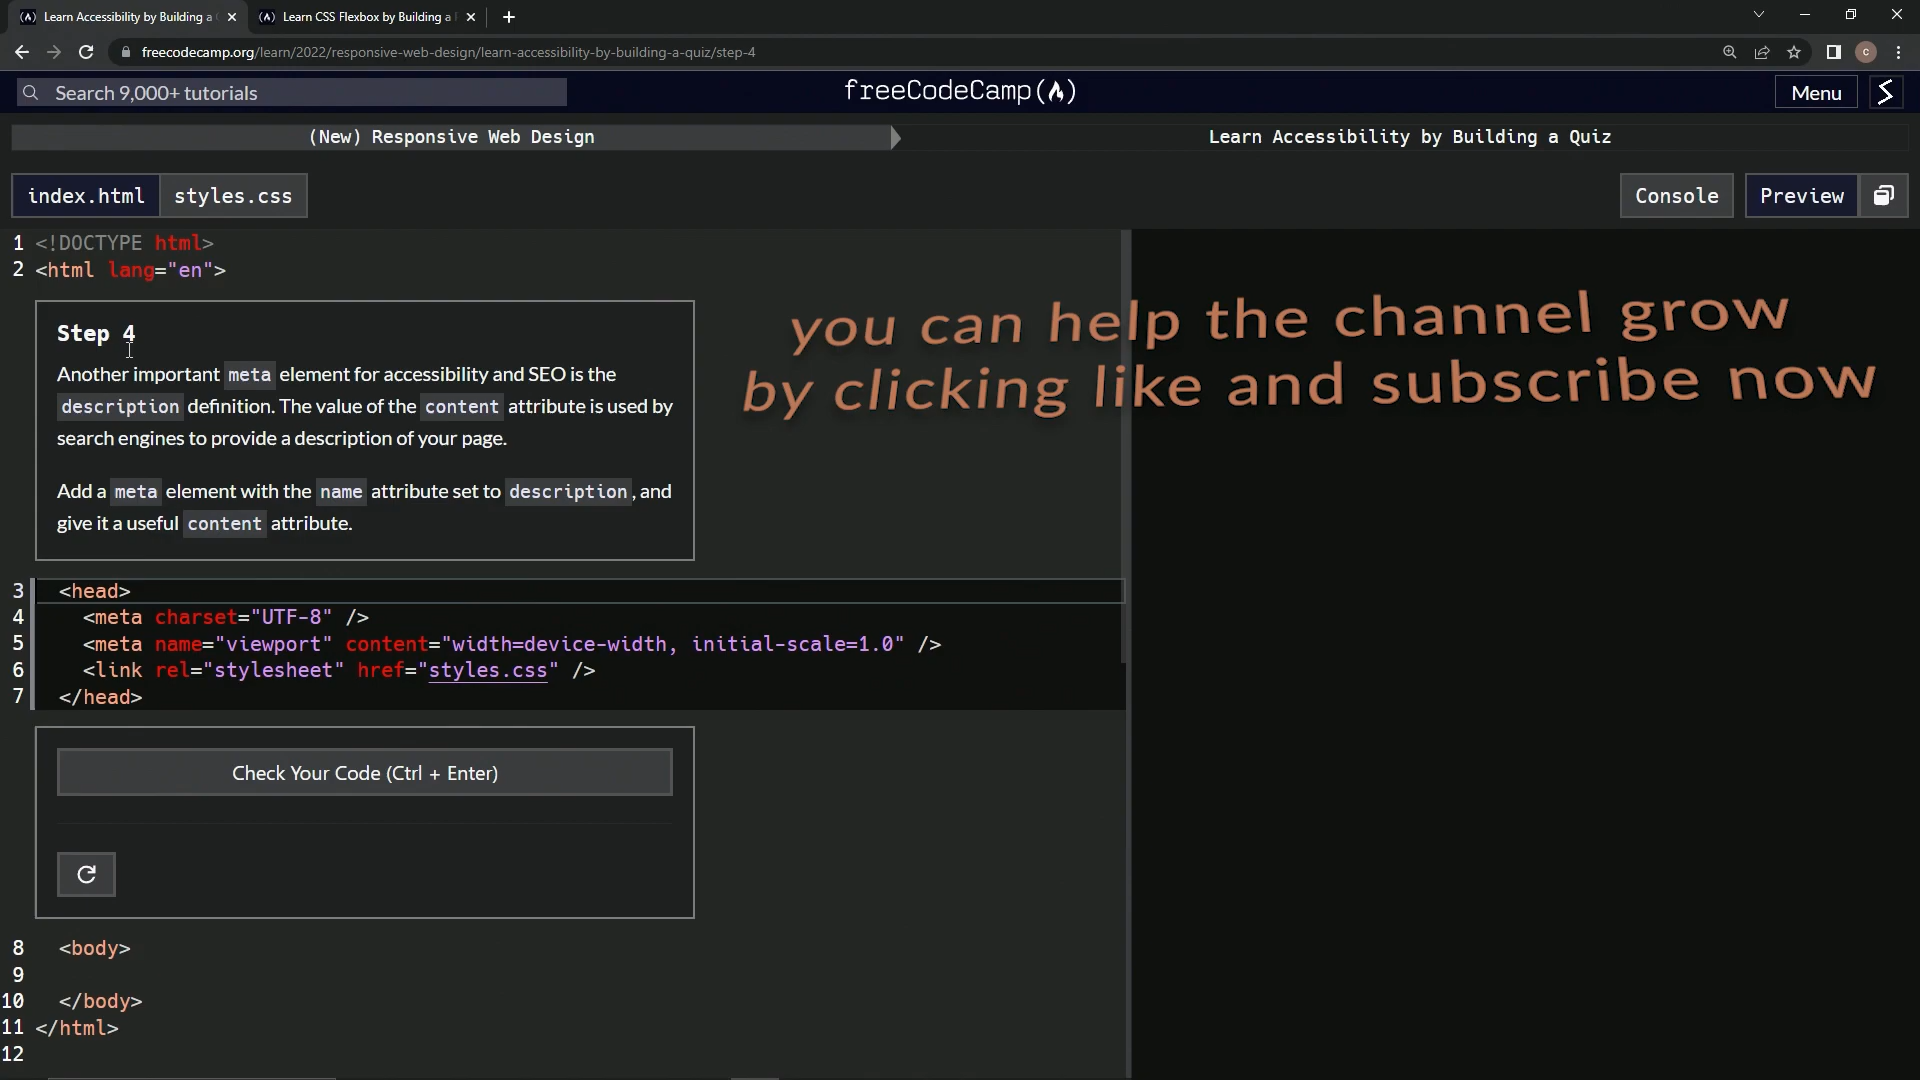 Learn Accessibility by Building a
Learn CSS Flexbox by Building a
freecodecamp.org/learn/2022/responsive-web-design/learn-accessibility-by-building-a-quiz/step-4
c
Search 9,000+ tutorials
freeCodeCamp
Menu
(New) Responsive Web Design
Learn Accessibility by Building a Quiz
index.html
styles.css
Console
Preview
1 <!DOCTYPE html>
2 <html lang="en">
you can help the channel grow
by clicking like and subscribe now
Step 4
Another important meta element for accessibility and SEO is the
description definition. The value of the content attribute is used by
search engines to provide a description of your page.
Add a meta element with the name attribute set to description, and
give it a useful content attribute.
3 <head>
4 <meta charset="UTF-8" />
5 <meta name="viewport" content="width=device-width, initial-scale=1.0" />
6 <link rel="stylesheet" href="styles.css" />
7 </head>
Check Your Code (Ctrl + Enter)
8 <body>
9
10 </body>
11 </html>
12